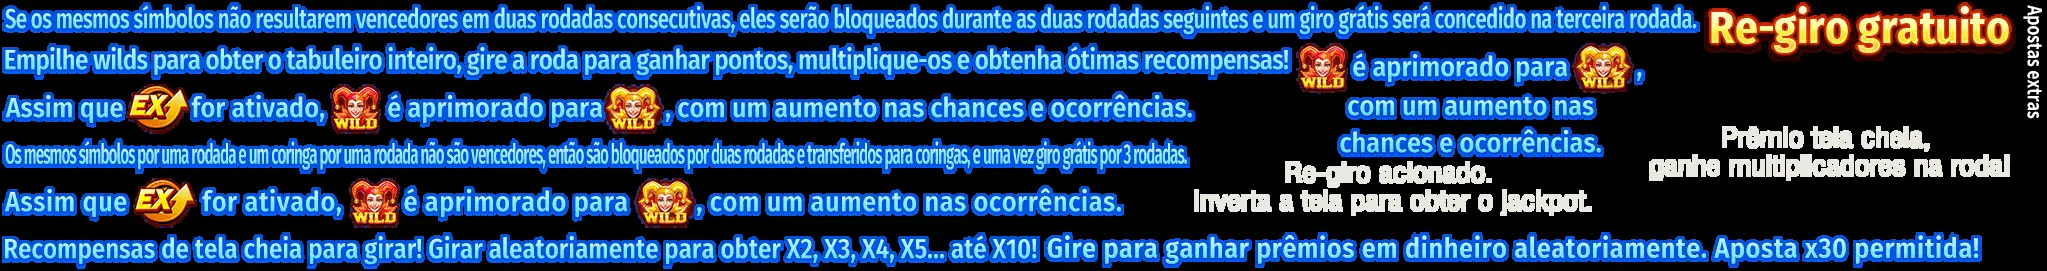 Se os mesmos símbolos não resultarem vencedores em duas rodadas consecutivas, eles serão bloqueados durante as duas rodadas seguintes e um giro grátis será concedido na terceira rodada.
Re-giro gratuito
Apostas extras
Empilhe wilds para obter o tabuleiro inteiro, gire a roda para ganhar pontos, multiplique-os e obtenha ótimas recompensas!
WILD é aprimorado para WILD,
com um aumento nas
chances e ocorrências.
Assim que EX for ativado, WILD é aprimorado para WILD, com um aumento nas chances e ocorrências.
Prêmio tela cheia,
ganhe multiplicadores na roda!
Os mesmos símbolos por uma rodada e um coringa por uma rodada não são vencedores, então são bloqueados por duas rodadas e transferidos para coringas, e uma vez giro grátis por 3 rodadas.
Re-giro acionado.
Inverta a tela para obter o jackpot.
Assim que EX for ativado, WILD é aprimorado para WILD, com um aumento nas ocorrências.
Recompensas de tela cheia para girar! Girar aleatoriamente para obter X2, X3, X4, X5... até X10!
Gire para ganhar prêmios em dinheiro aleatoriamente. Aposta x30 permitida!